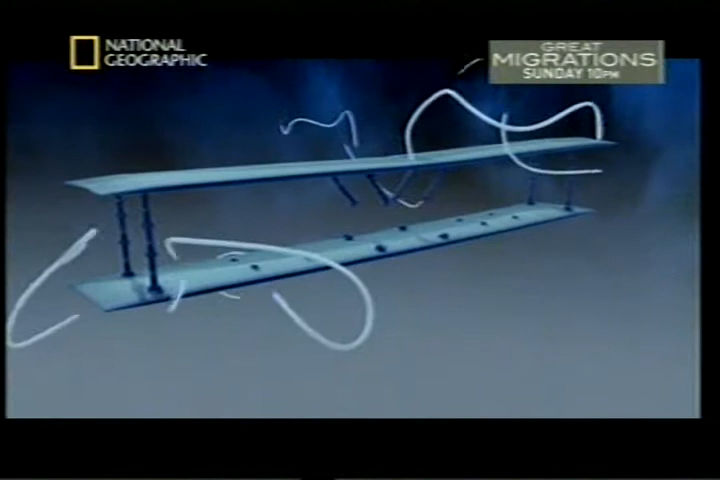 NATIONAL
GEOGRAPHIC
GREAT
MIGRATIONS
SUNDAY 10PM